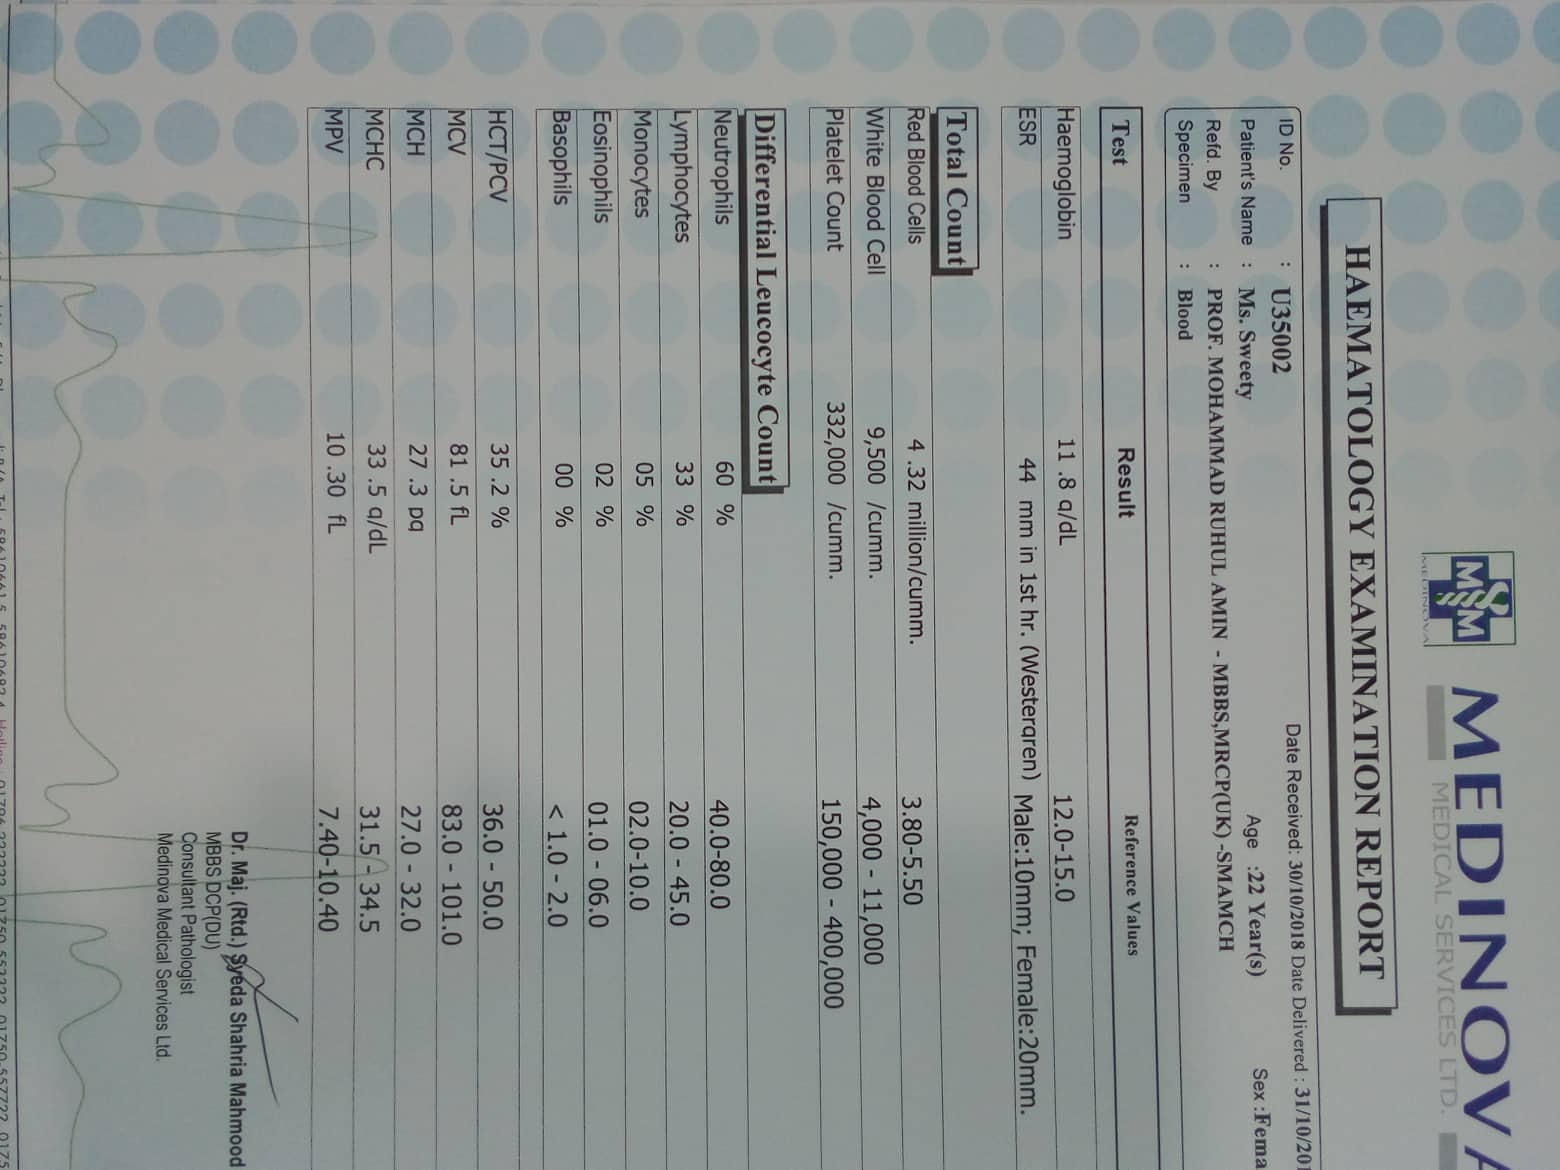 MEDINOVA
MEDICAL SERVICES LTD.
MEDINOVA
HAEMATOLOGY EXAMINATION REPORT
ID No. : U35002 Date Received: 30/10/2018 Date Delivered : 31/10/201
Patient's Name : Ms. Sweety Age :22 Year(s) Sex :Fema
Refd. By : PROF. MOHAMMAD RUHUL AMIN - MBBS,MRCP(UK) -SMAMCH
Specimen : Blood
Test Result Reference Values
Haemoglobin 11 .8 g/dL 12.0-15.0
ESR 44 mm in 1st hr. (Westergren) Male:10mm; Female:20mm.
Total Count
Red Blood Cells 4 .32 million/cumm. 3.80-5.50
White Blood Cell 9,500 /cumm. 4,000 - 11,000
Platelet Count 332,000 /cumm. 150,000 - 400,000
Differential Leucocyte Count
Neutrophils 60 % 40.0-80.0
Lymphocytes 33 % 20.0 - 45.0
Monocytes 05 % 02.0-10.0
Eosinophils 02 % 01.0 - 06.0
Basophils 00 % < 1.0 - 2.0
HCT/PCV 35 .2 % 36.0 - 50.0
MCV 81 .5 fL 83.0 - 101.0
MCH 27 .3 pg 27.0 - 32.0
MCHC 33 .5 g/dL 31.5 - 34.5
MPV 10 .30 fL 7.40-10.40
Dr. Maj. (Rtd.) Syeda Shahria Mahmood
MBBS DCP(DU)
Consultant Pathologist
Medinova Medical Services Ltd.